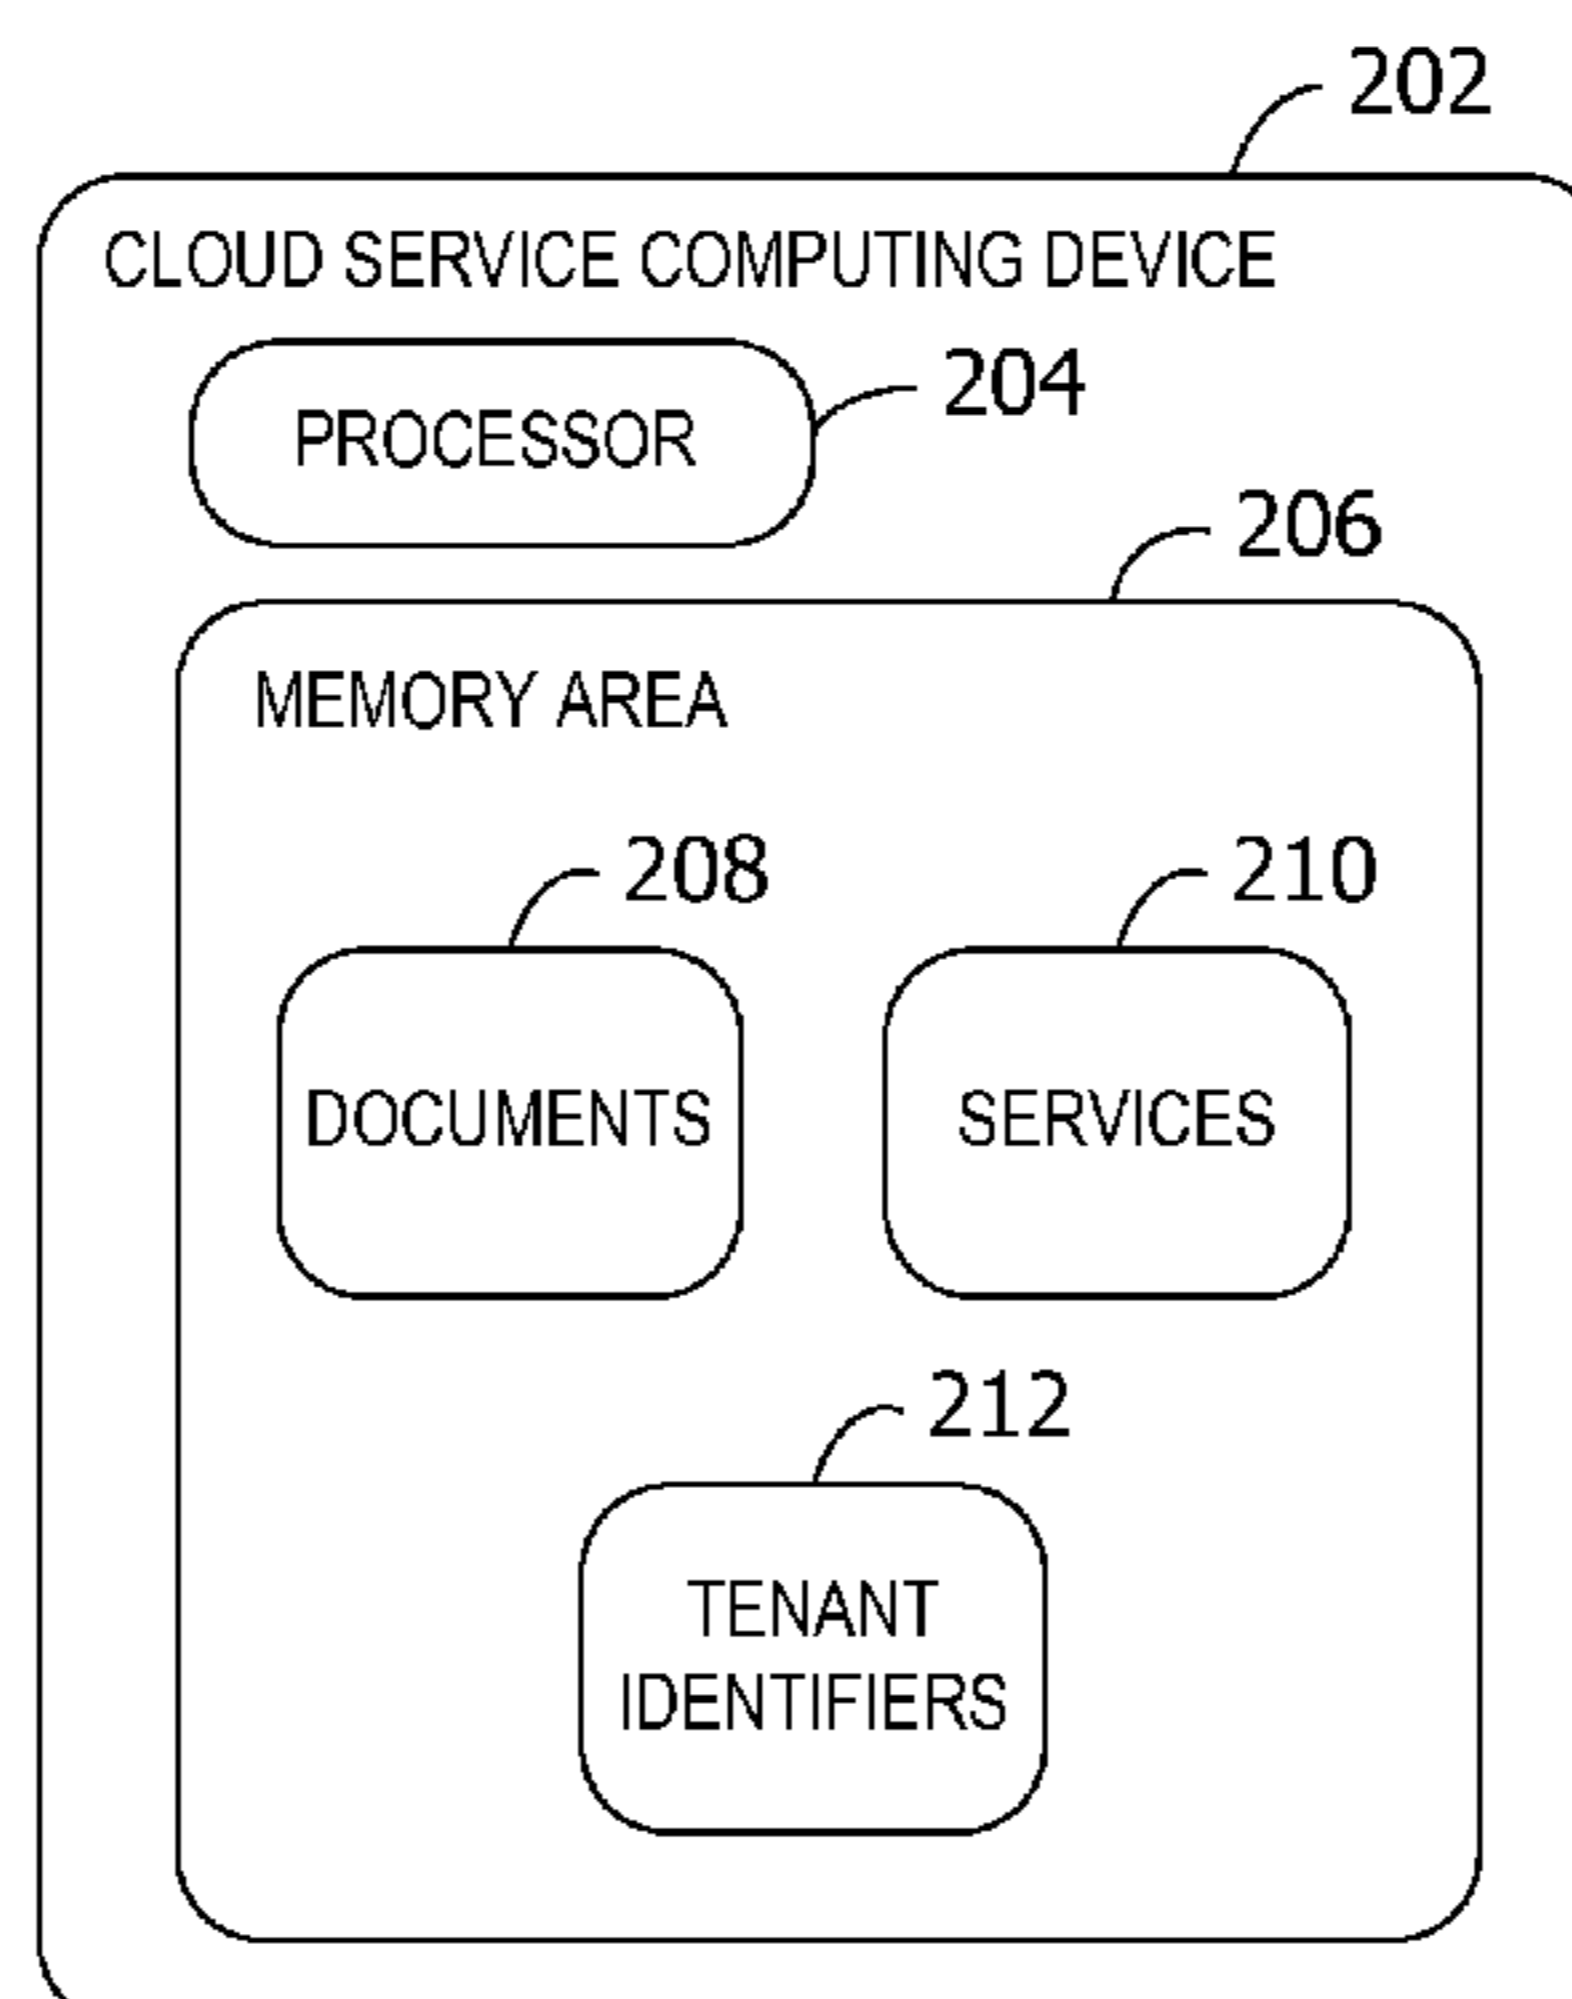 202
CLOUD SERVICE COMPUTING DEVICE
204
PROCESSOR
206
MEMORY AREA
208
210
DOCUMENTS
SERVICES
212
TENANT
IDENTIFIERS